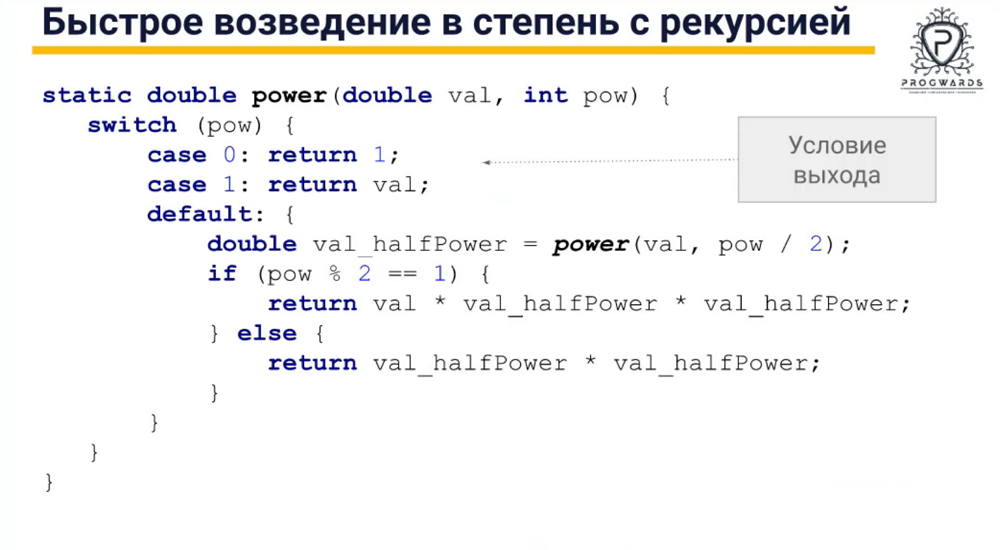 Быстрое возведение в степень с рекурсией
PROGWARDS
static double power(double val, int pow) {
switch (pow) {
case 0: return 1;
case 1: return val;
default: {
double val_halfPower = power(val, pow / 2);
if (pow % 2 == 1) {
return val * val_halfPower * val_halfPower;
} else {
return val_halfPower * val_halfPower;
}
}
}
}
Условие
выхода